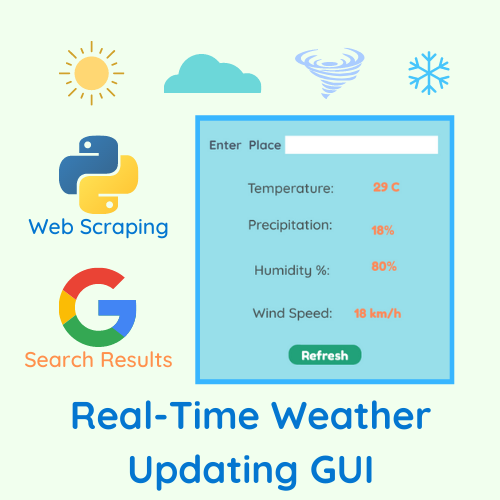 Enter Place
Temperature: 29 C
Precipitation: 18%
Humidity %: 80%
Wind Speed: 18 km/h
Refresh
Web Scraping
Search Results
Real-Time Weather
Updating GUI